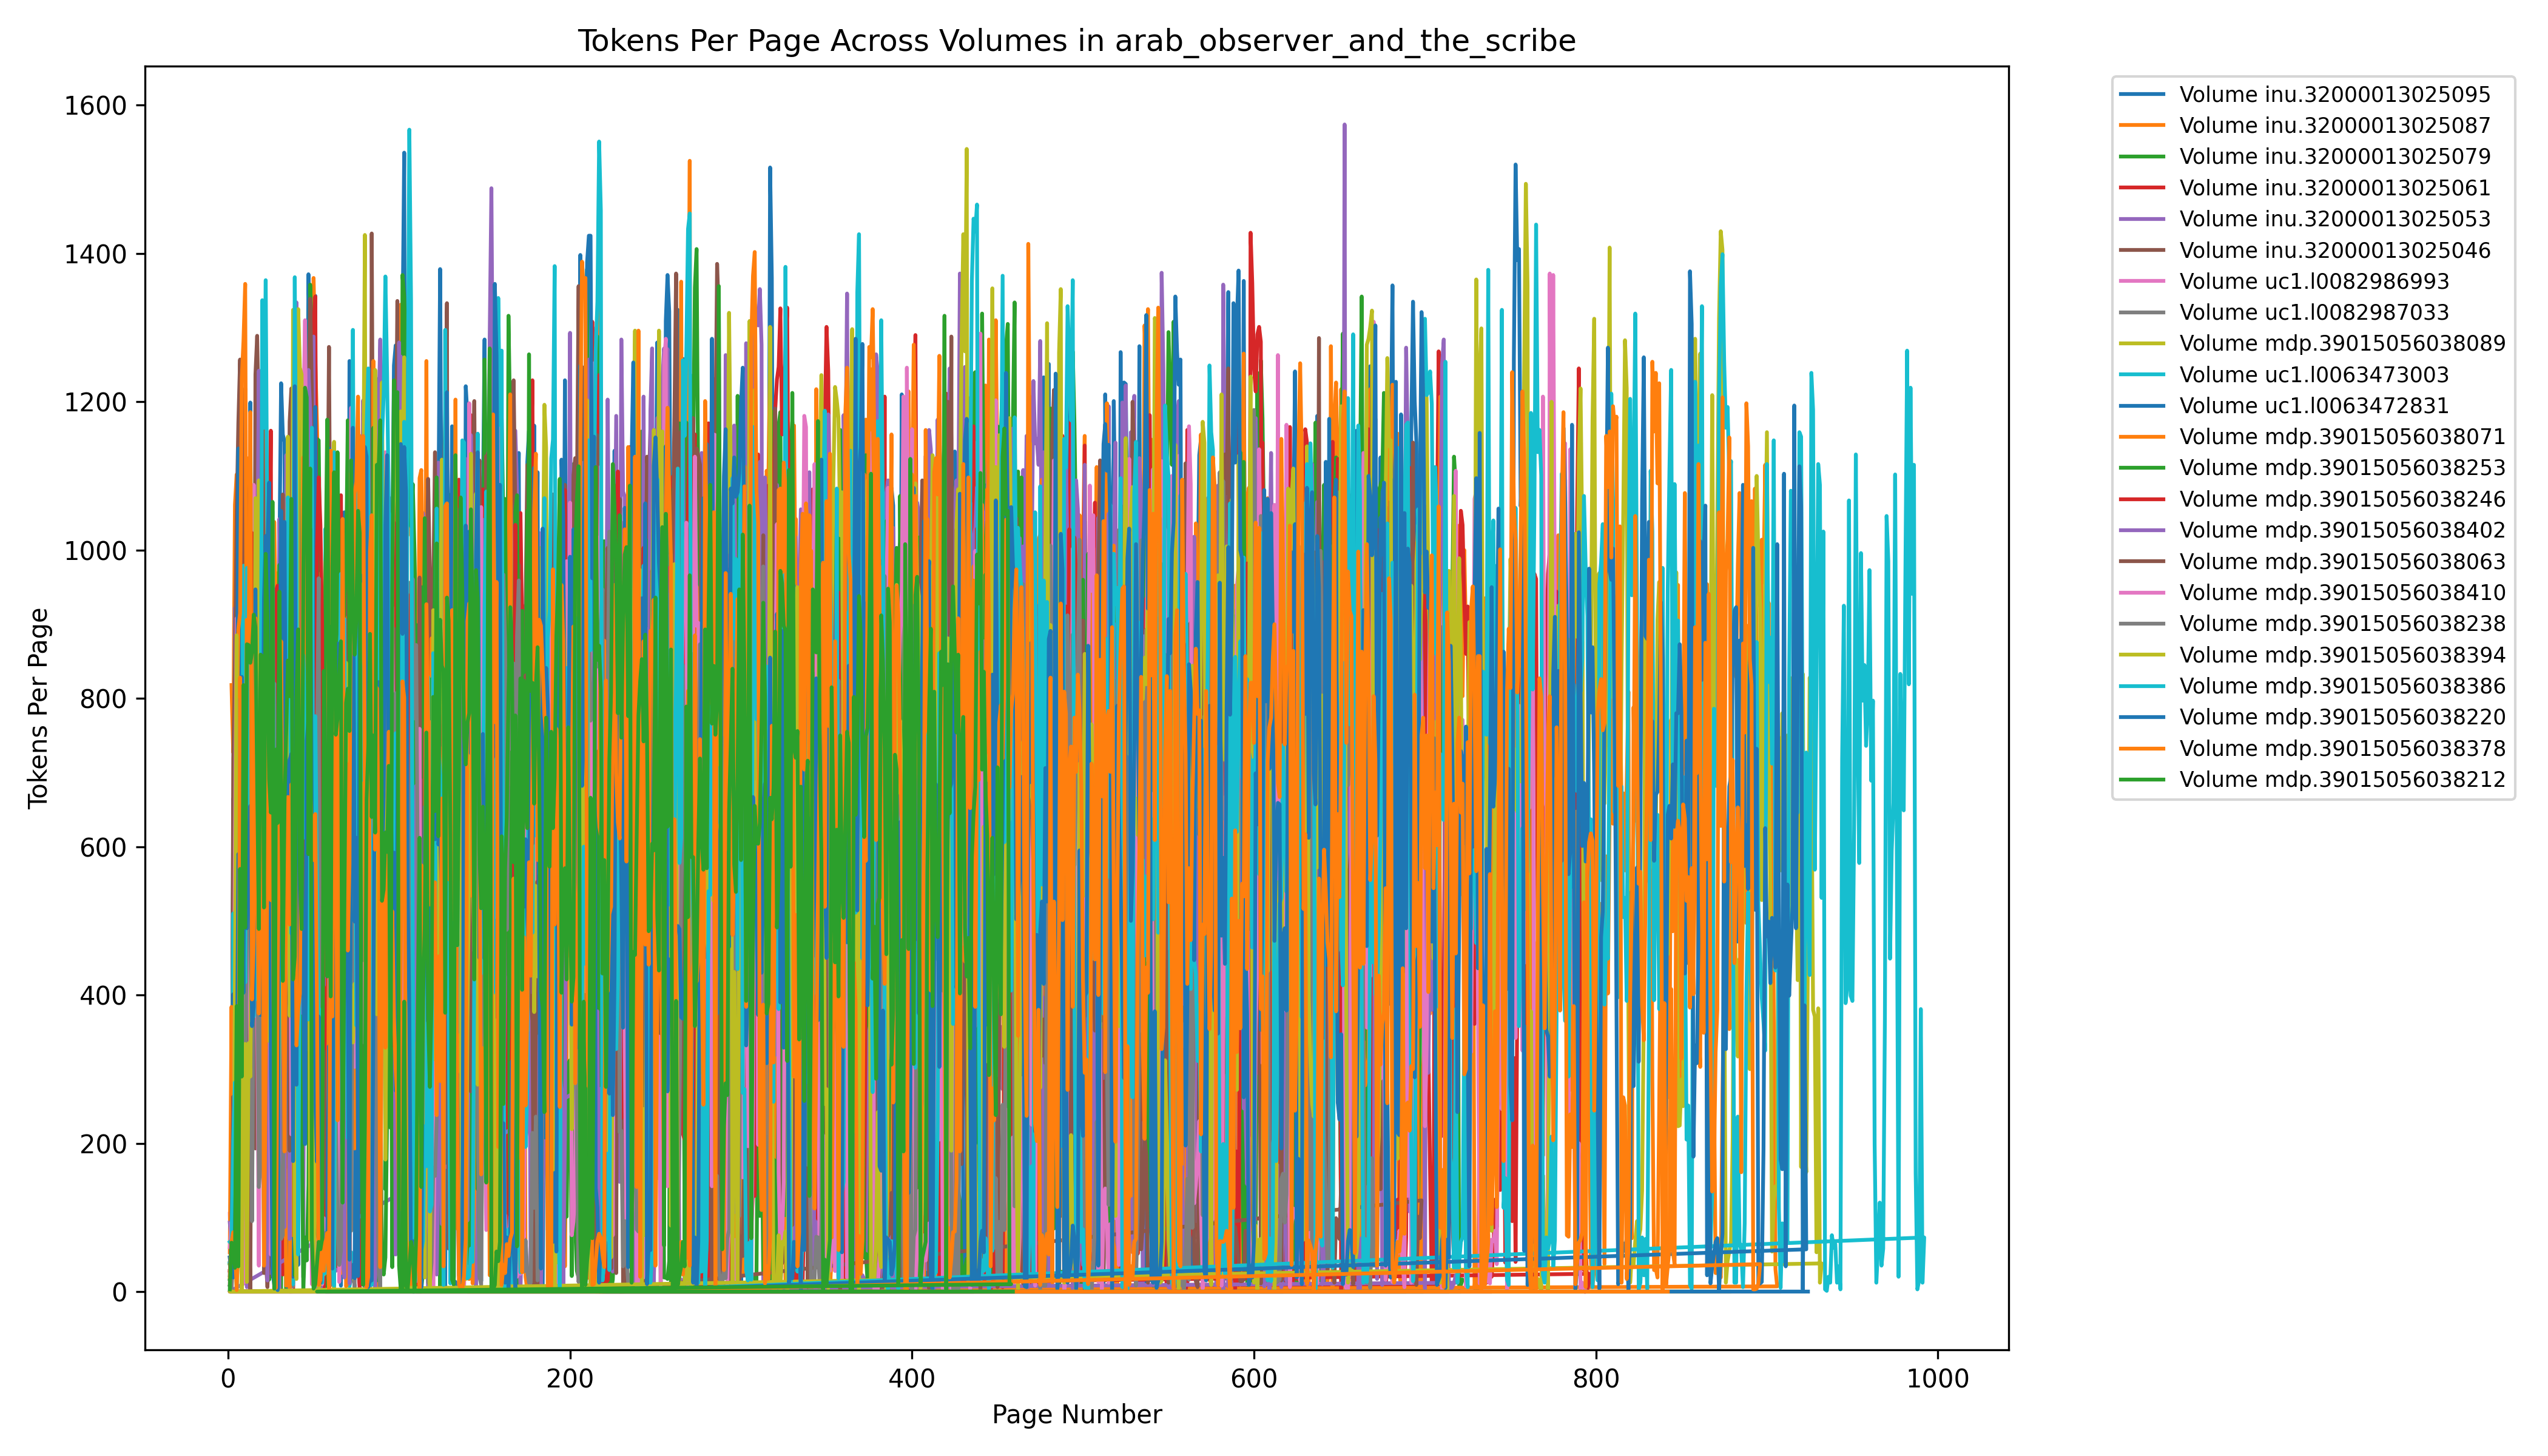 Tokens Per Page Across Volumes in arab_observer_and_the_scribe
1600
1400
1200
1000
800
600
400
200
0
Tokens Per Page
0
200
400
600
800
1000
Page Number
Volume inu.32000013025095
Volume inu.32000013025087
Volume inu.32000013025079
Volume inu.32000013025061
Volume inu.32000013025053
Volume inu.32000013025046
Volume uc1.l0082986993
Volume uc1.l0082987033
Volume mdp.39015056038089
Volume uc1.l0063473003
Volume uc1.l0063472831
Volume mdp.39015056038071
Volume mdp.39015056038253
Volume mdp.39015056038246
Volume mdp.39015056038402
Volume mdp.39015056038063
Volume mdp.39015056038410
Volume mdp.39015056038238
Volume mdp.39015056038394
Volume mdp.39015056038386
Volume mdp.39015056038220
Volume mdp.39015056038378
Volume mdp.39015056038212